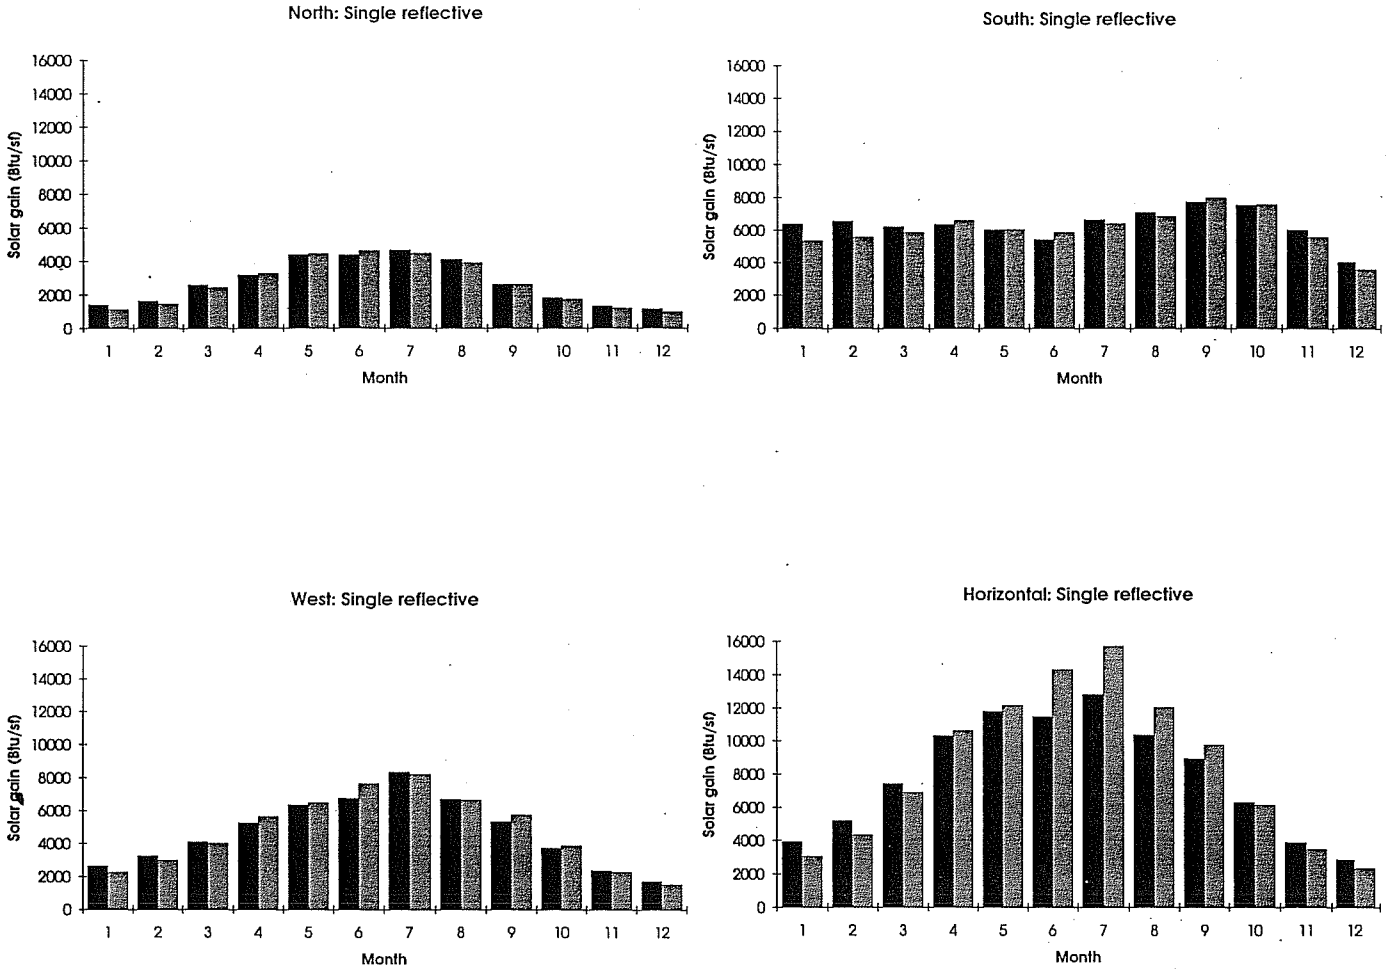 North: Single reflective
16000
14000
12000
10000
8000
6000
4000
2000
0
Solar gain (Btu/sf)
1 2 3 4 5 6 7 8 9 10 11 12
Month
South: Single reflective
16000
14000
12000
10000
8000
6000
4000
2000
0
Solar gain (Btu/sf)
1 2 3 4 5 6 7 8 9 10 11 12
Month
West: Single reflective
16000
14000
12000
10000
8000
6000
4000
2000
0
Solar gain (Btu/sf)
1 2 3 4 5 6 7 8 9 10 11 12
Month
Horizontal: Single reflective
16000
14000
12000
10000
8000
6000
4000
2000
0
Solar gain (Btu/sf)
1 2 3 4 5 6 7 8 9 10 11 12
Month